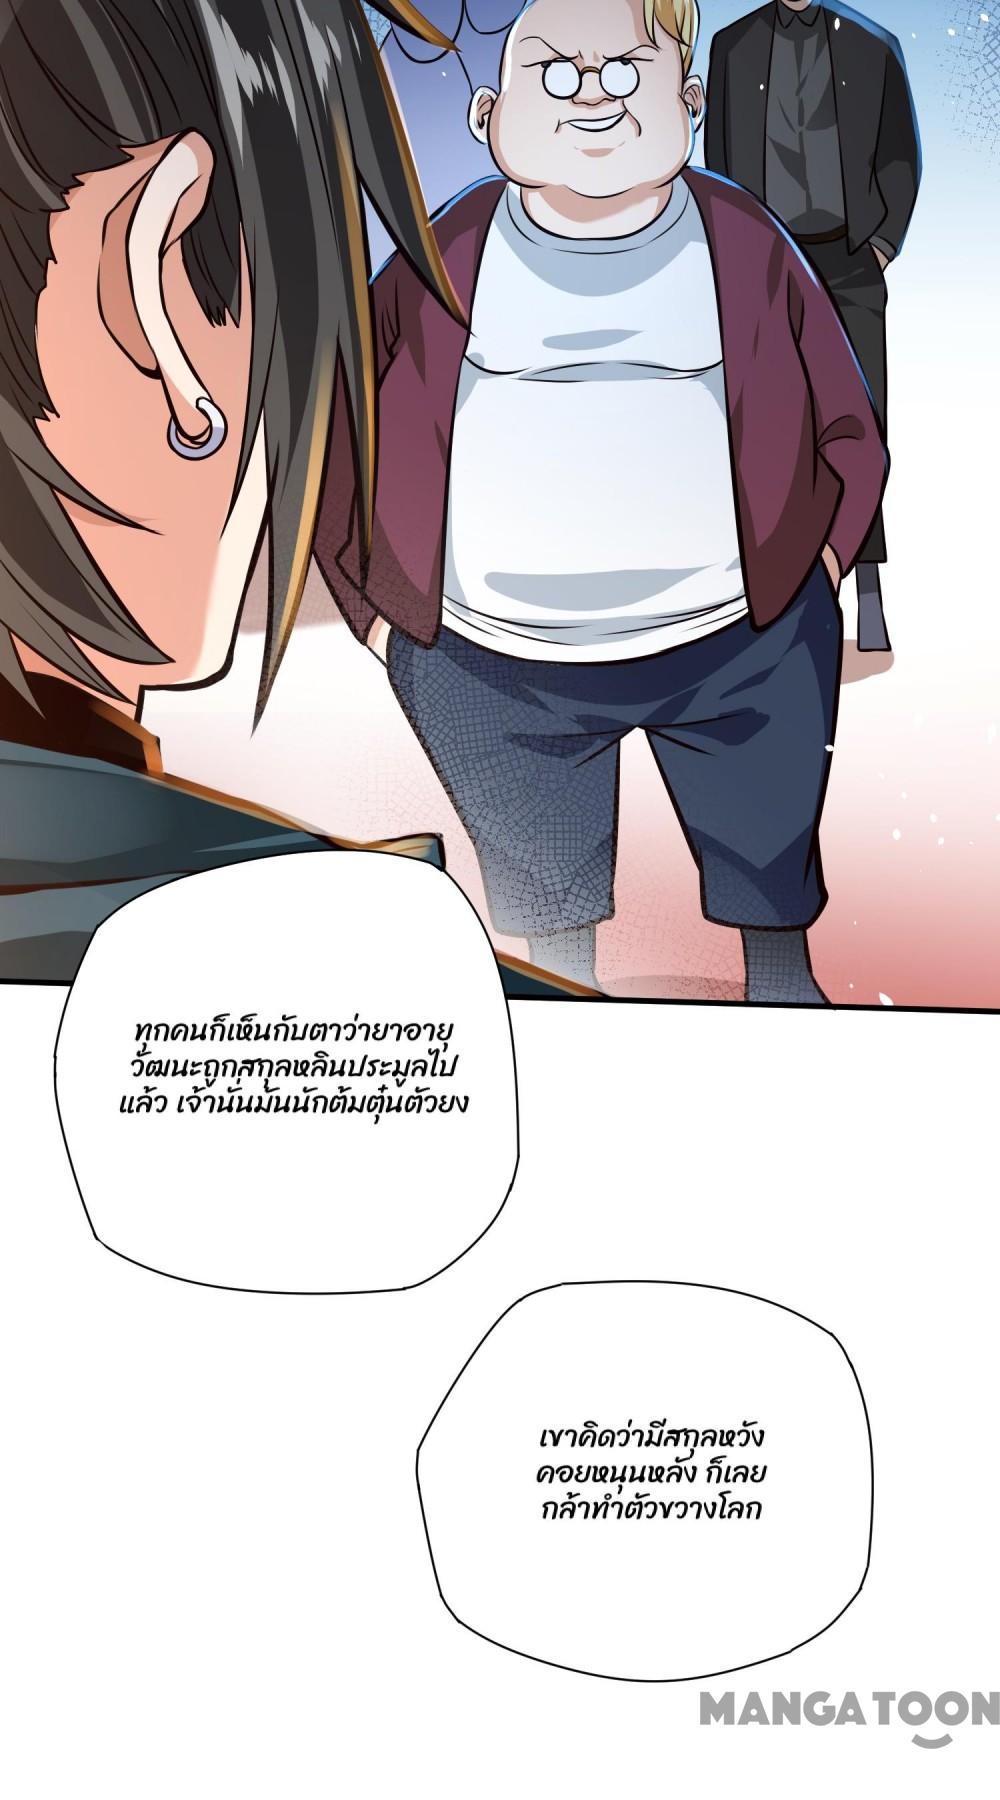 ทุกคนก็เห็นกับตาว่ายาอายุ
วัฒนะถูกสกุลหลินประมูลไป
แล้ว เจ้านั่นมันนักต้มตุ๋นตัวยง
เขาคิดว่ามีสกุลหวัง
คอยหนุนหลัง ก็เลย
กล้าทำตัวขวางโลก
MANGATOON